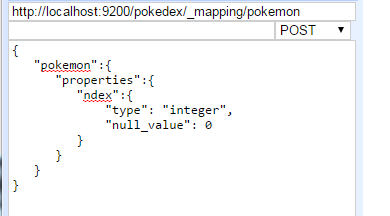 http://localhost:9200/pokedex/_mapping/pokemon
POST
{
"pokemon":{
"properties":{
"ndex":{
"type": "integer",
"null_value": 0
}
}
}
}